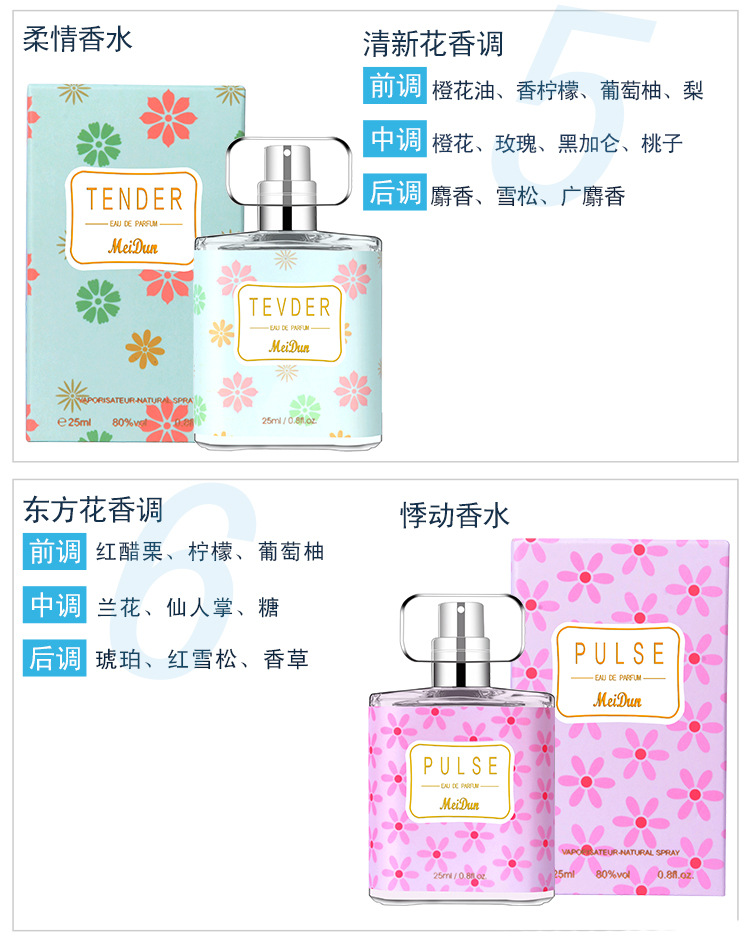 柔情香水
5
清新花香调
前调 橙花油、香柠檬、葡萄柚、梨
中调 橙花、玫瑰、黑加仑、桃子
后调 麝香、雪松、广麝香
TENDER
EAU DE PARFUM
MeiDun
VAPORISATEUR-NATURAL SPRA
℮25ml 80%vol 0.8fl
TEVDER
EAU DE PARFUM
MeiDun
25ml / 0.8fl.oz.
6
东方花香调
前调 红醋栗、柠檬、葡萄柚
中调 兰花、仙人掌、糖
后调 琥珀、红雪松、香草
悸动香水
PULSE
EAU DE PARFUM
MeiDun
VAPORISATEUR-NATURAL SPRAY
25ml 80%vol 0.8fl.oz.
PULSE
EAU DE PARFUM
MeiDun
25ml / 0.8fl.oz.